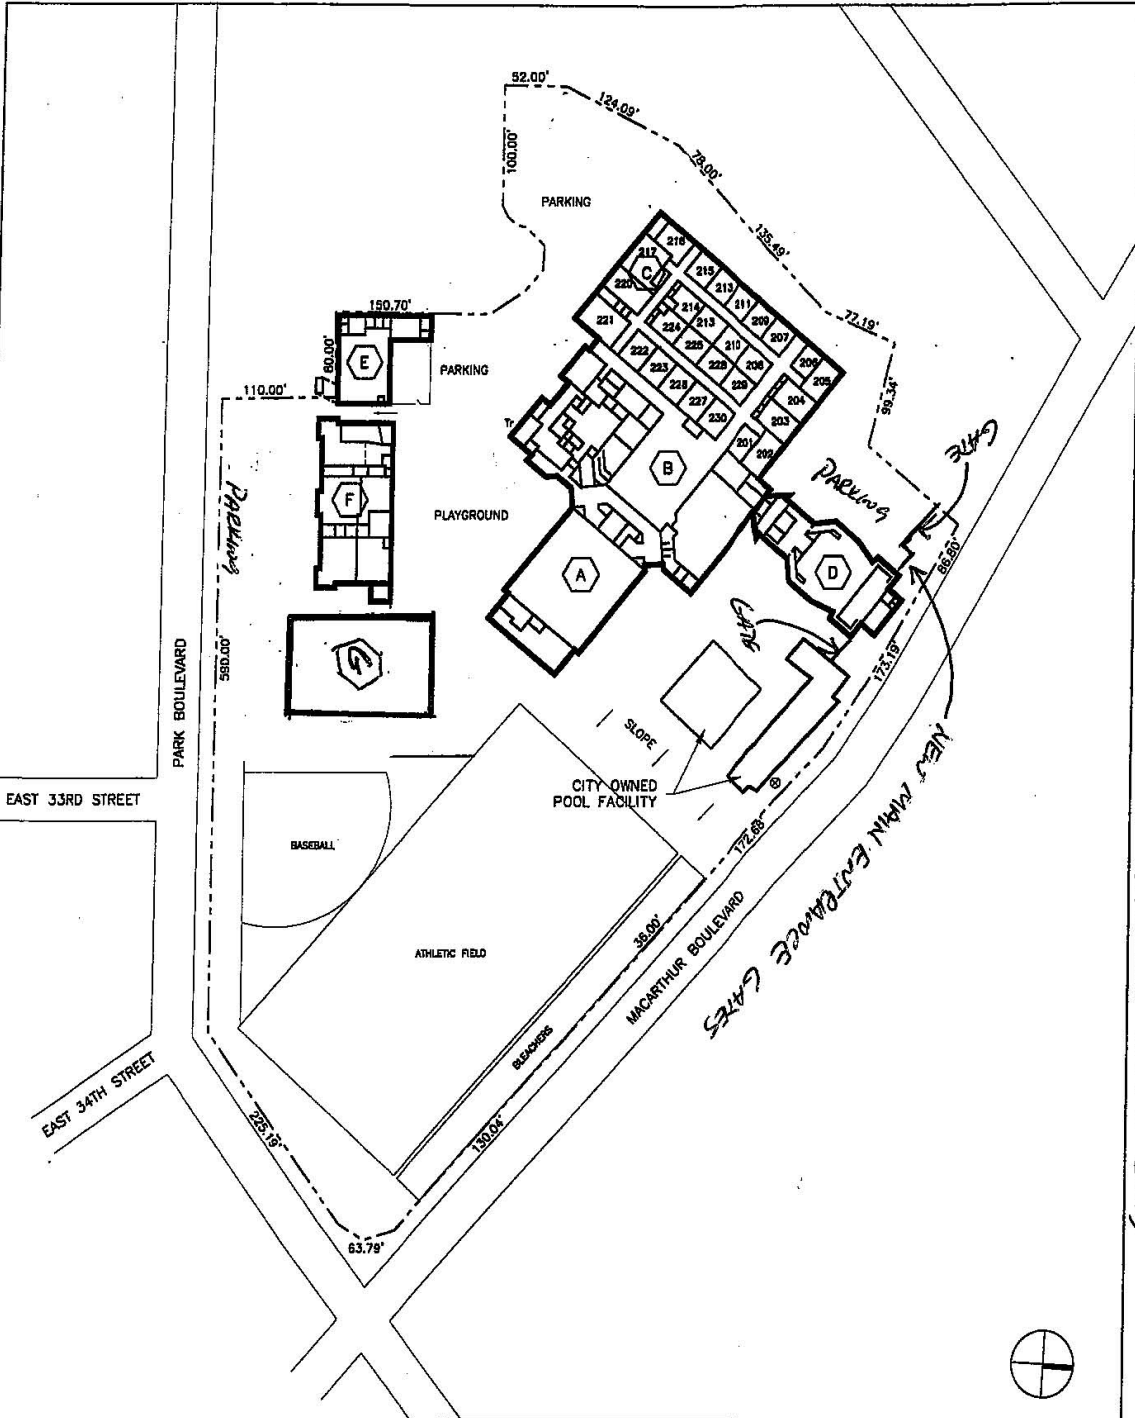 52.00'
124.09'
100.00'
78.00'
PARKING
135.49'
216
217
C
215
220
213
211
214
209
221
213
224
207
150.70'
77.19'
225
210
222
206
208
60.00'
E
223
228
205
PARKING
226
229
204
110.00'
99.34'
227
203
230
Tr
201
GATE
202
B
PARKING
PARKING
F
PLAYGROUND
86.80'
A
D
GATE
590.00'
G
173.19'
PARK BOULEVARD
SLOPE
NEW MAIN ENTRANCE GATES
CITY OWNED
POOL FACILITY
EAST 33RD STREET
172.68'
BASEBALL
36.00'
MACARTHUR BOULEVARD
ATHLETIC FIELD
BLEACHERS
EAST 34TH STREET
225.19'
130.04'
63.79'